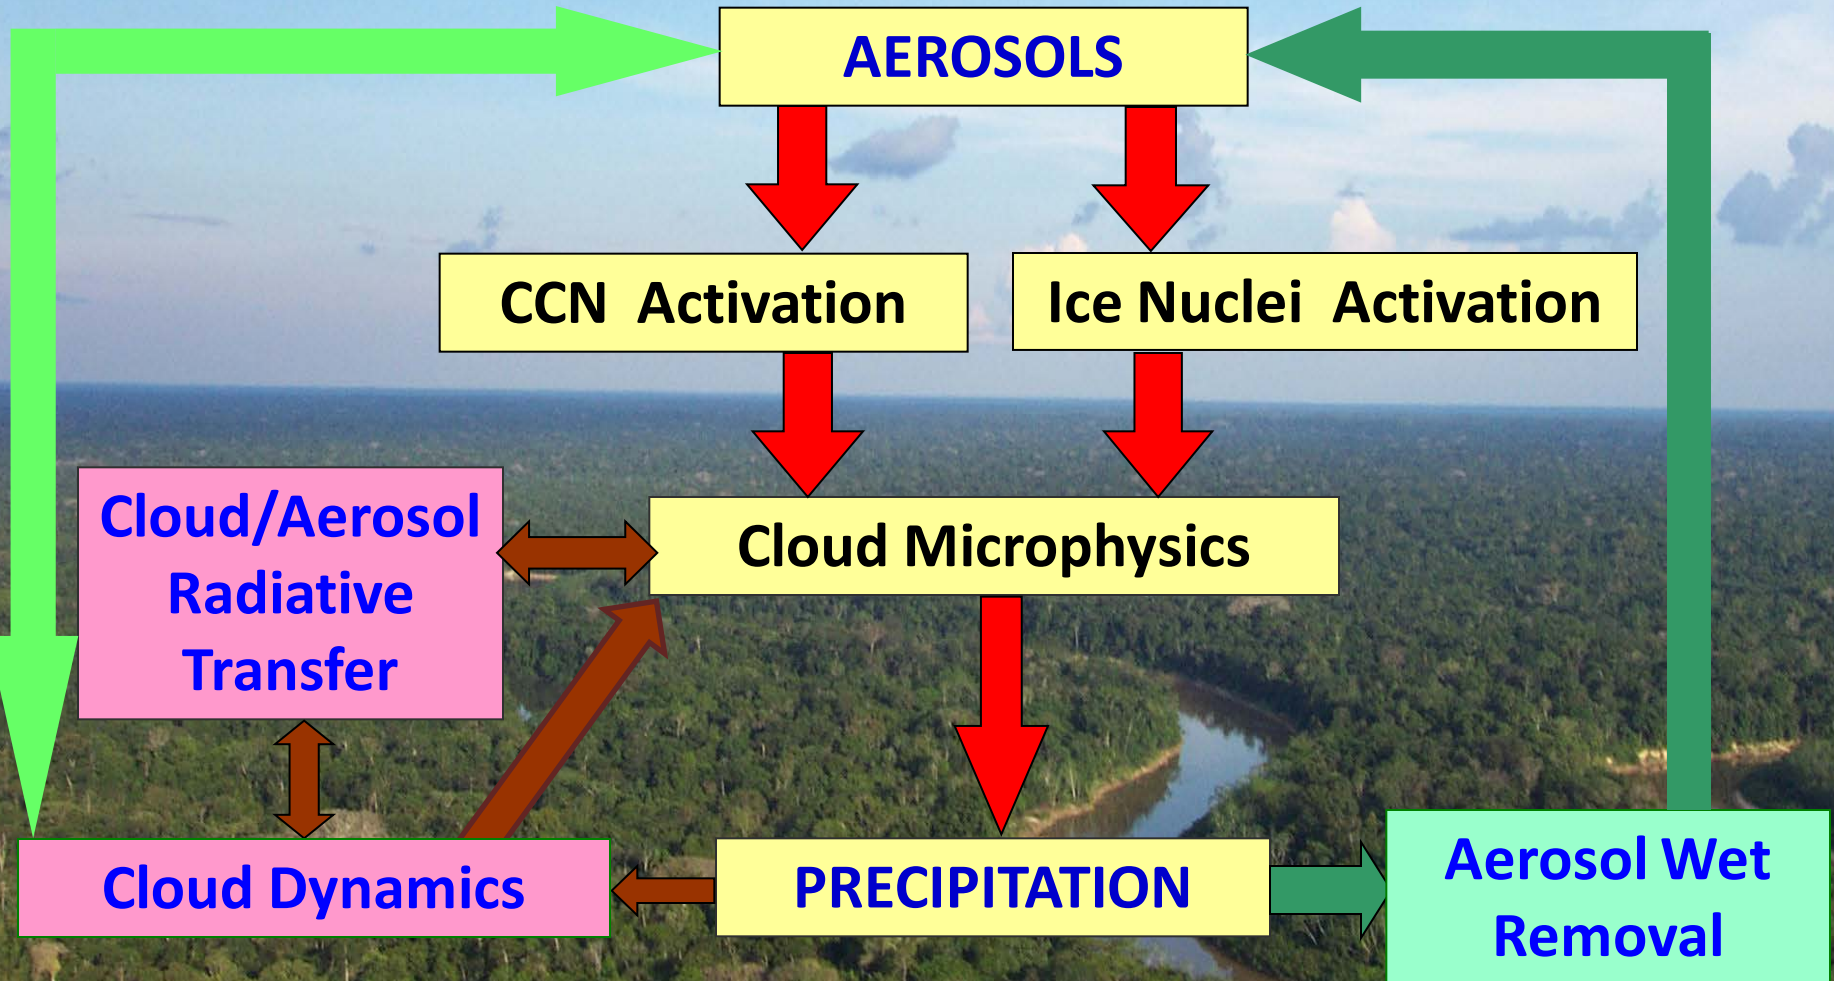 AEROSOLS
CCN Activation
Ice Nuclei Activation
Cloud/Aerosol
Radiative
Transfer
Cloud Microphysics
Cloud Dynamics
PRECIPITATION
Aerosol Wet
Removal